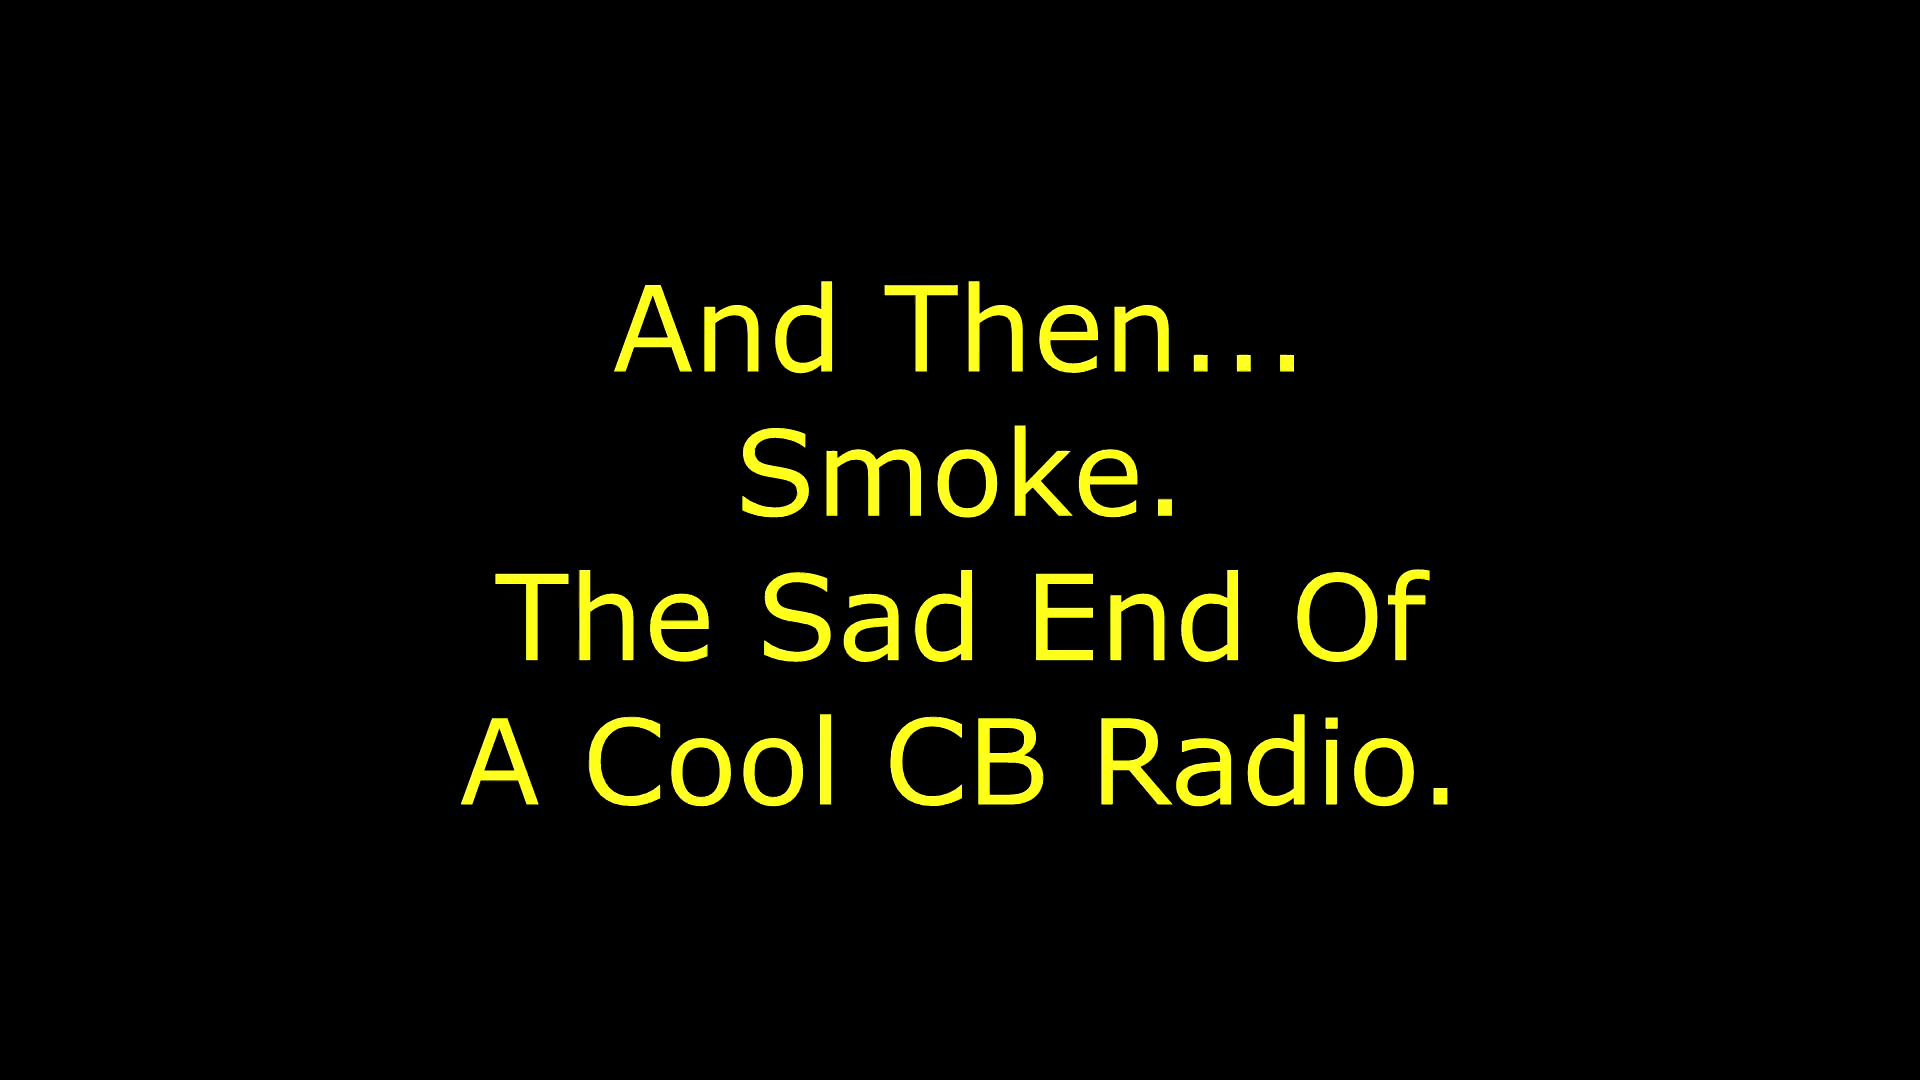 And Then...
Smoke.
The Sad End Of
A Cool CB Radio.